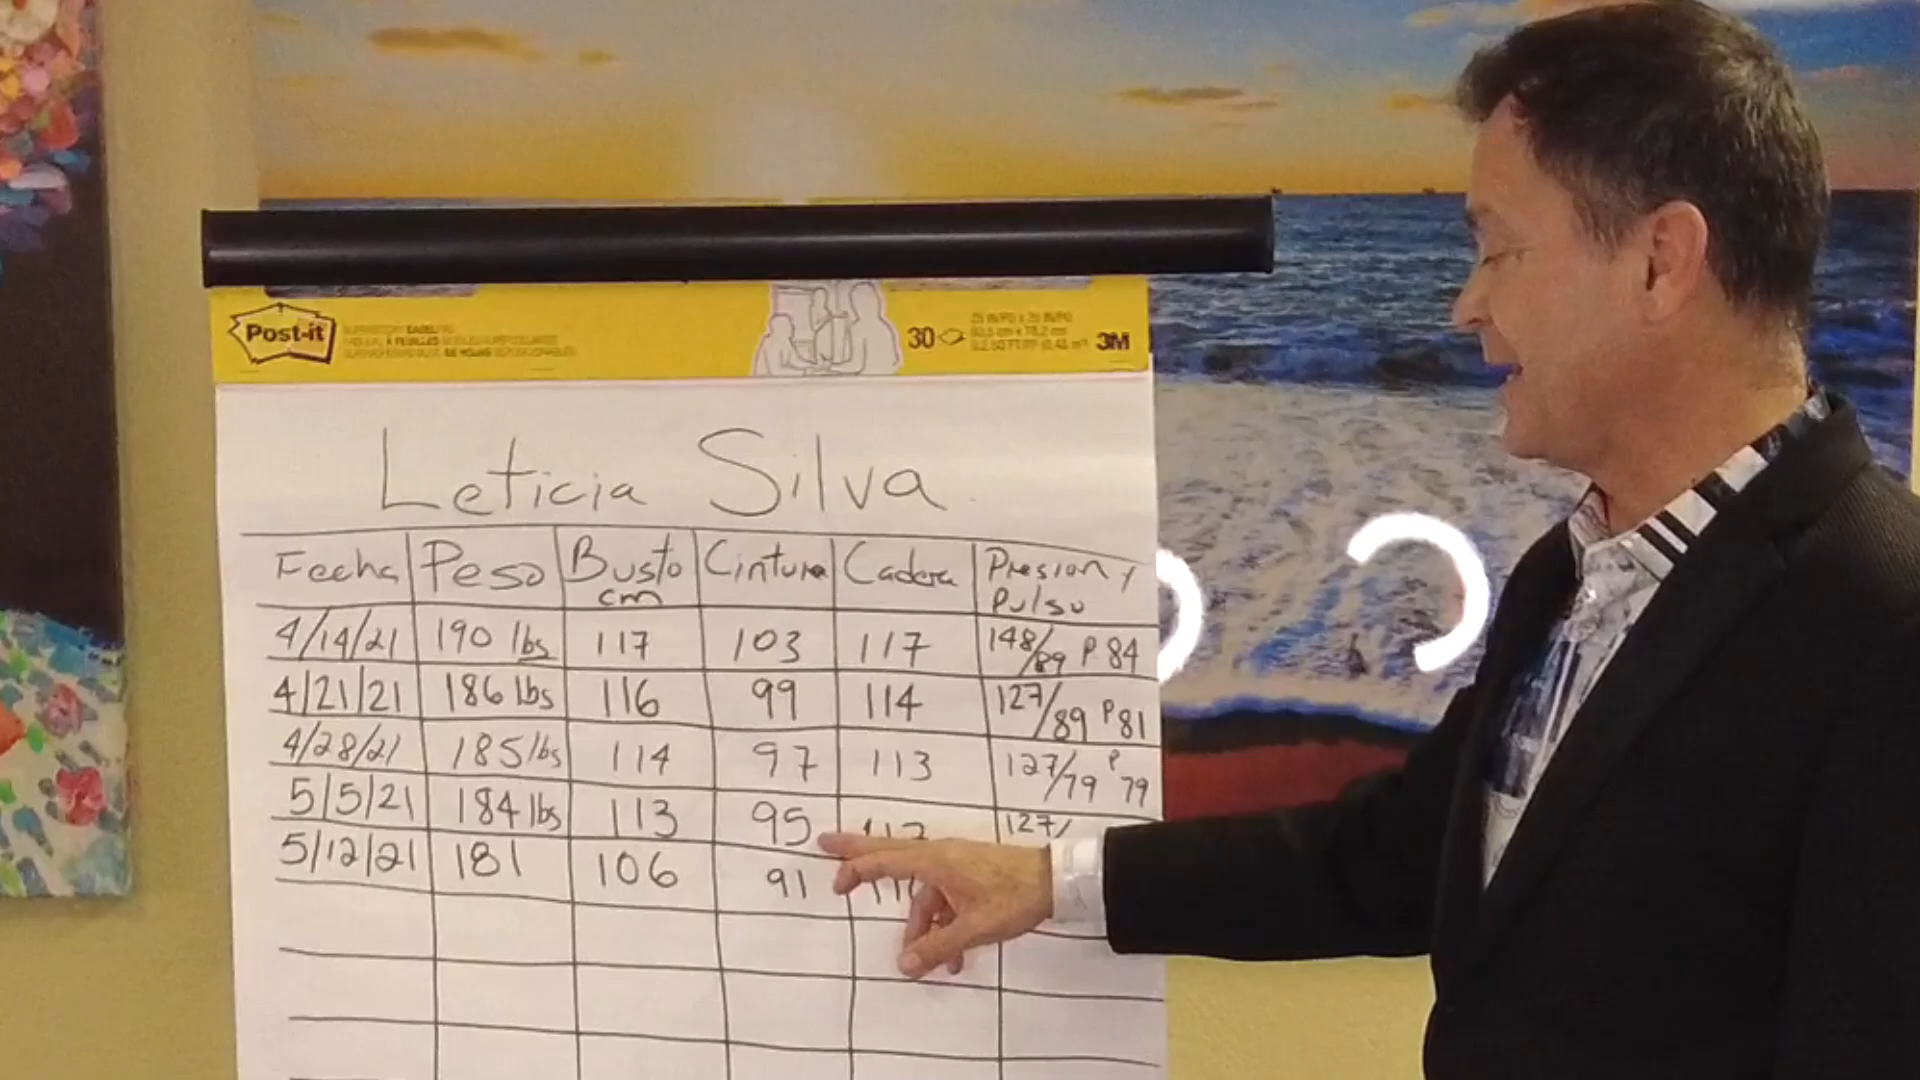 Post-it
30
3M
Leticia Silva
Fecha Peso Busto cm Cintura Cadera Presion y Pulso
4/14/21 190 lbs 117 103 117 148/89 P 84
4/21/21 186 lbs 116 99 114 127/89 P 81
4/28/21 185 lbs 114 97 113 127/79 P 79
5/5/21 184 lbs 113 95 127/
5/12/21 181 106 91